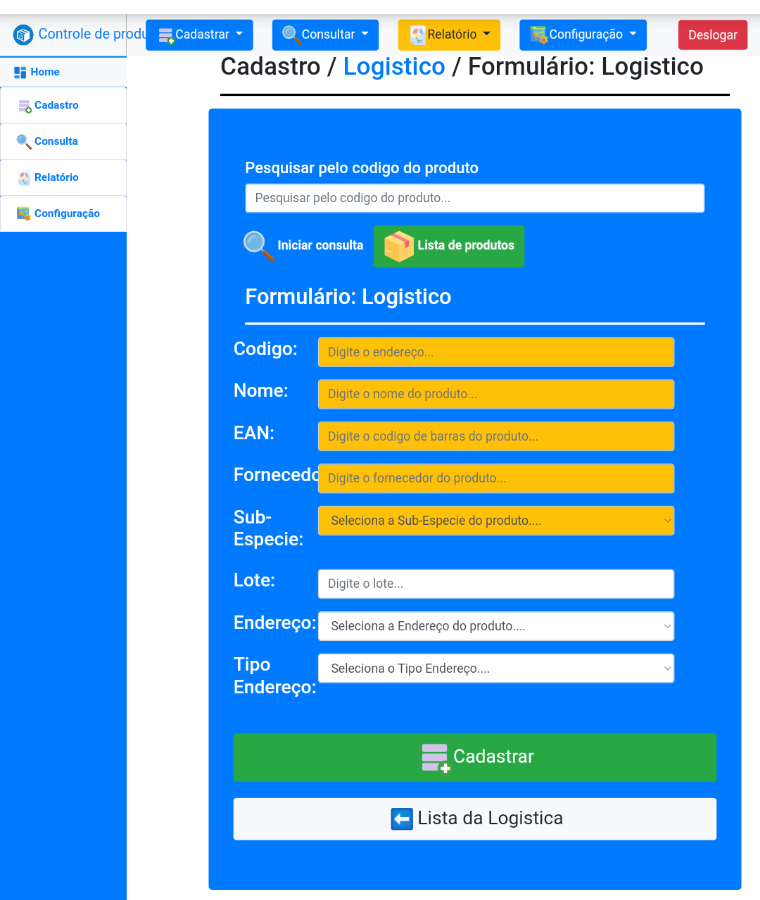 Controle de produ
Cadastrar
Consultar
Relatório
Configuração
Deslogar
Home
Cadastro
Consulta
Relatório
Configuração
Cadastro / Logistico / Formulário: Logistico
Pesquisar pelo codigo do produto
Pesquisar pelo codigo do produto...
Iniciar consulta
Lista de produtos
Formulário: Logistico
Codigo:
Digite o endereço...
Nome:
Digite o nome do produto...
EAN:
Digite o codigo de barras do produto...
Fornecedo
Digite o fornecedor do produto...
Sub-
Especie:
Seleciona a Sub-Especie do produto....
Lote:
Digite o lote...
Endereço:
Seleciona a Endereço do produto....
Tipo
Endereço:
Seleciona o Tipo Endereço....
Cadastrar
Lista da Logistica